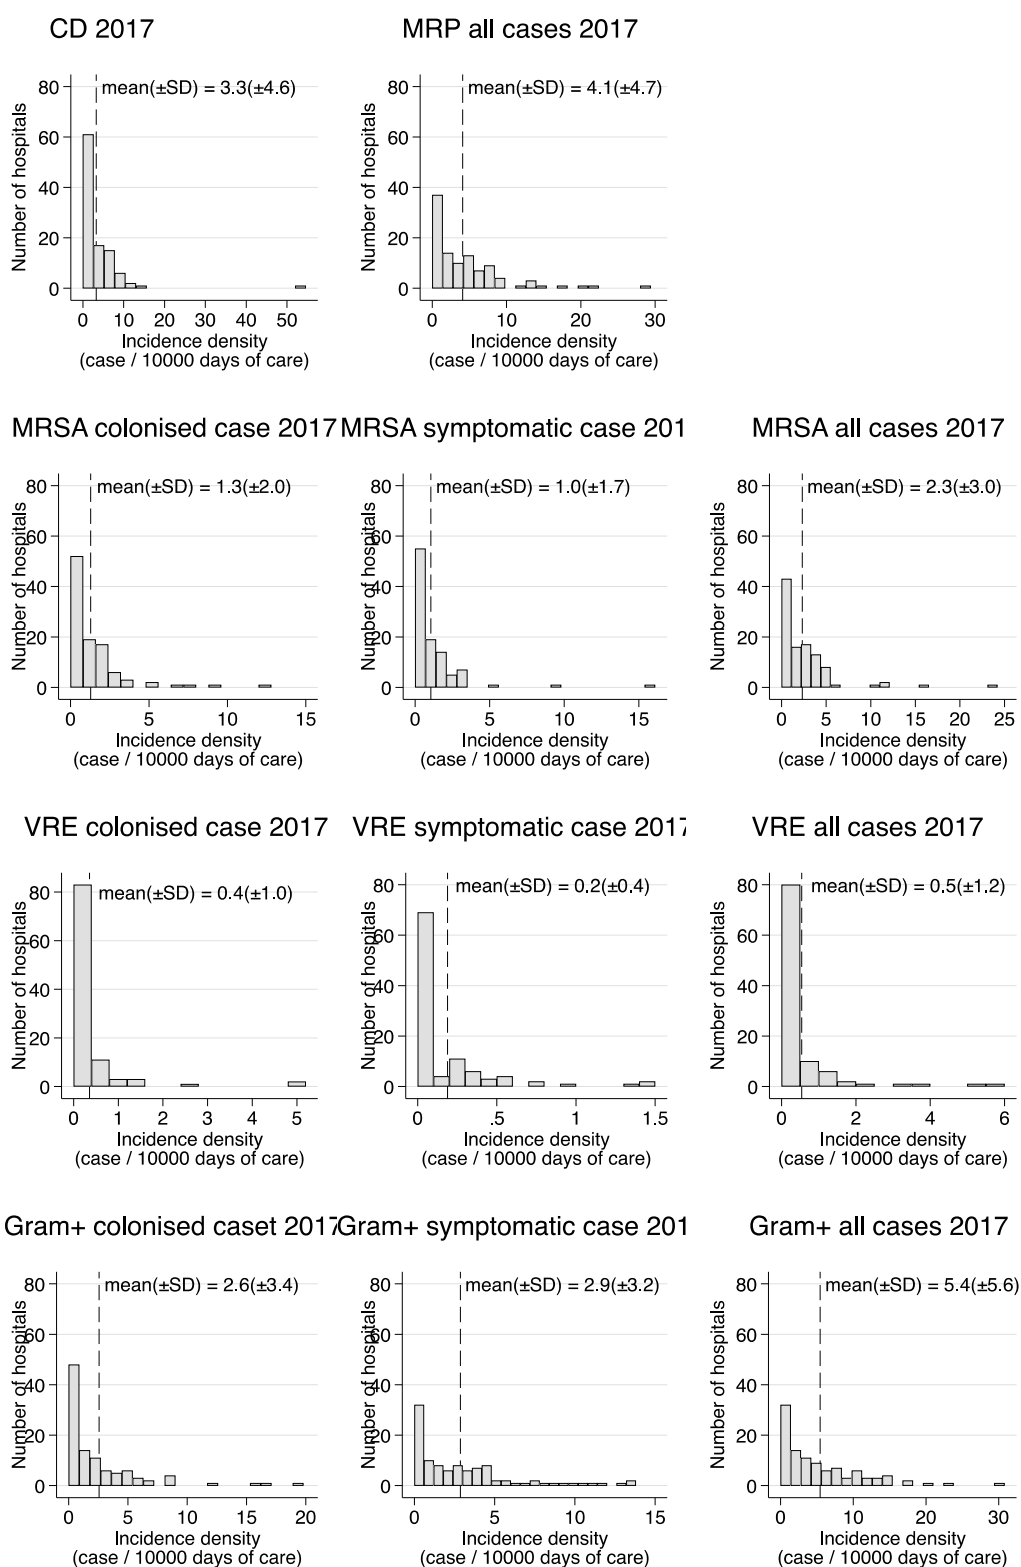 CD 2017
MRP all cases 2017
80
60
40
20
0
Number of hospitals
mean(±SD) = 3.3(±4.6)
0 10 20 30 40 50
Incidence density
(case / 10000 days of care)
80
60
40
20
0
Number of hospitals
mean(±SD) = 4.1(±4.7)
0 10 20 30
Incidence density
(case / 10000 days of care)
MRSA colonised case 2017
MRSA symptomatic case 201
MRSA all cases 2017
80
60
40
20
0
Number of hospitals
mean(±SD) = 1.3(±2.0)
0 5 10 15
Incidence density
(case / 10000 days of care)
80
60
40
20
0
Number of hospitals
mean(±SD) = 1.0(±1.7)
0 5 10 15
Incidence density
(case / 10000 days of care)
80
60
40
20
0
Number of hospitals
mean(±SD) = 2.3(±3.0)
0 5 10 15 20 25
Incidence density
(case / 10000 days of care)
VRE colonised case 2017
VRE symptomatic case 2017
VRE all cases 2017
80
60
40
20
0
Number of hospitals
mean(±SD) = 0.4(±1.0)
0 1 2 3 4 5
Incidence density
(case / 10000 days of care)
80
60
40
20
0
Number of hospitals
mean(±SD) = 0.2(±0.4)
0 .5 1 1.5
Incidence density
(case / 10000 days of care)
80
60
40
20
0
Number of hospitals
mean(±SD) = 0.5(±1.2)
0 2 4 6
Incidence density
(case / 10000 days of care)
Gram+ colonised caset 2017
Gram+ symptomatic case 201
Gram+ all cases 2017
80
60
40
20
0
Number of hospitals
mean(±SD) = 2.6(±3.4)
0 5 10 15 20
Incidence density
(case / 10000 days of care)
80
60
40
20
0
Number of hospitals
mean(±SD) = 2.9(±3.2)
0 5 10 15
Incidence density
(case / 10000 days of care)
80
60
40
20
0
Number of hospitals
mean(±SD) = 5.4(±5.6)
0 10 20 30
Incidence density
(case / 10000 days of care)